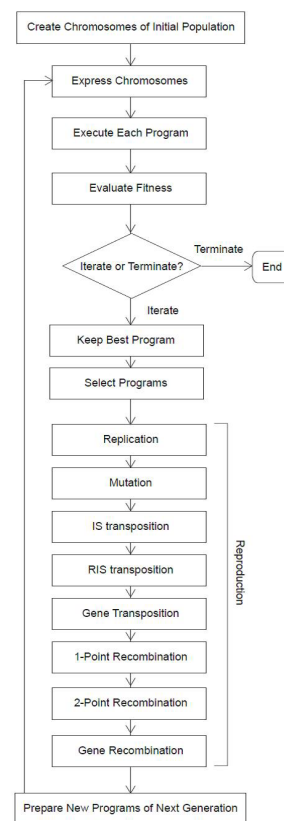 Create Chromosomes of Initial Population
Express Chromosomes
Execute Each Program
Evaluate Fitness
Iterate or Terminate?
Terminate
End
Iterate
Keep Best Program
Select Programs
Replication
Mutation
IS transposition
RIS transposition
Gene Transposition
1-Point Recombination
2-Point Recombination
Gene Recombination
Reproduction
Prepare New Programs of Next Generation